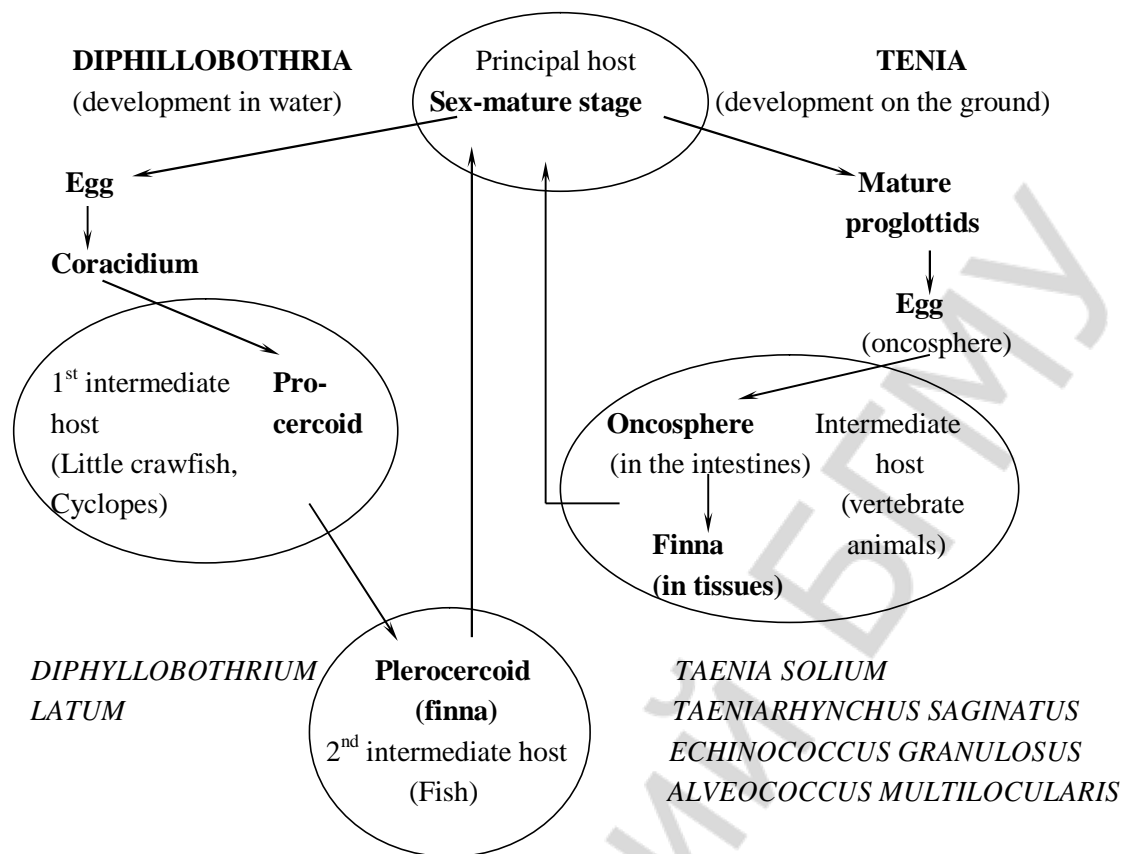 DIPHILLOBOTHRIA
(development in water)
Principal host
Sex-mature stage
TENIA
(development on the ground)
Egg
Coracidium
1st intermediate
host
(Little crawfish,
Cyclopes)
Pro-
cercoid
Plerocercoid
(finna)
2nd intermediate host
(Fish)
Mature
proglottids
Egg
(oncosphere)
Oncosphere
(in the intestines)
Finna
(in tissues)
Intermediate
host
(vertebrate
animals)
DIPHYLLOBOTHRIUM
LATUM
TAENIA SOLIUM
TAENIARHYNCHUS SAGINATUS
ECHINOCOCCUS GRANULOSUS
ALVEOCOCCUS MULTILOCULARIS
БГМУ